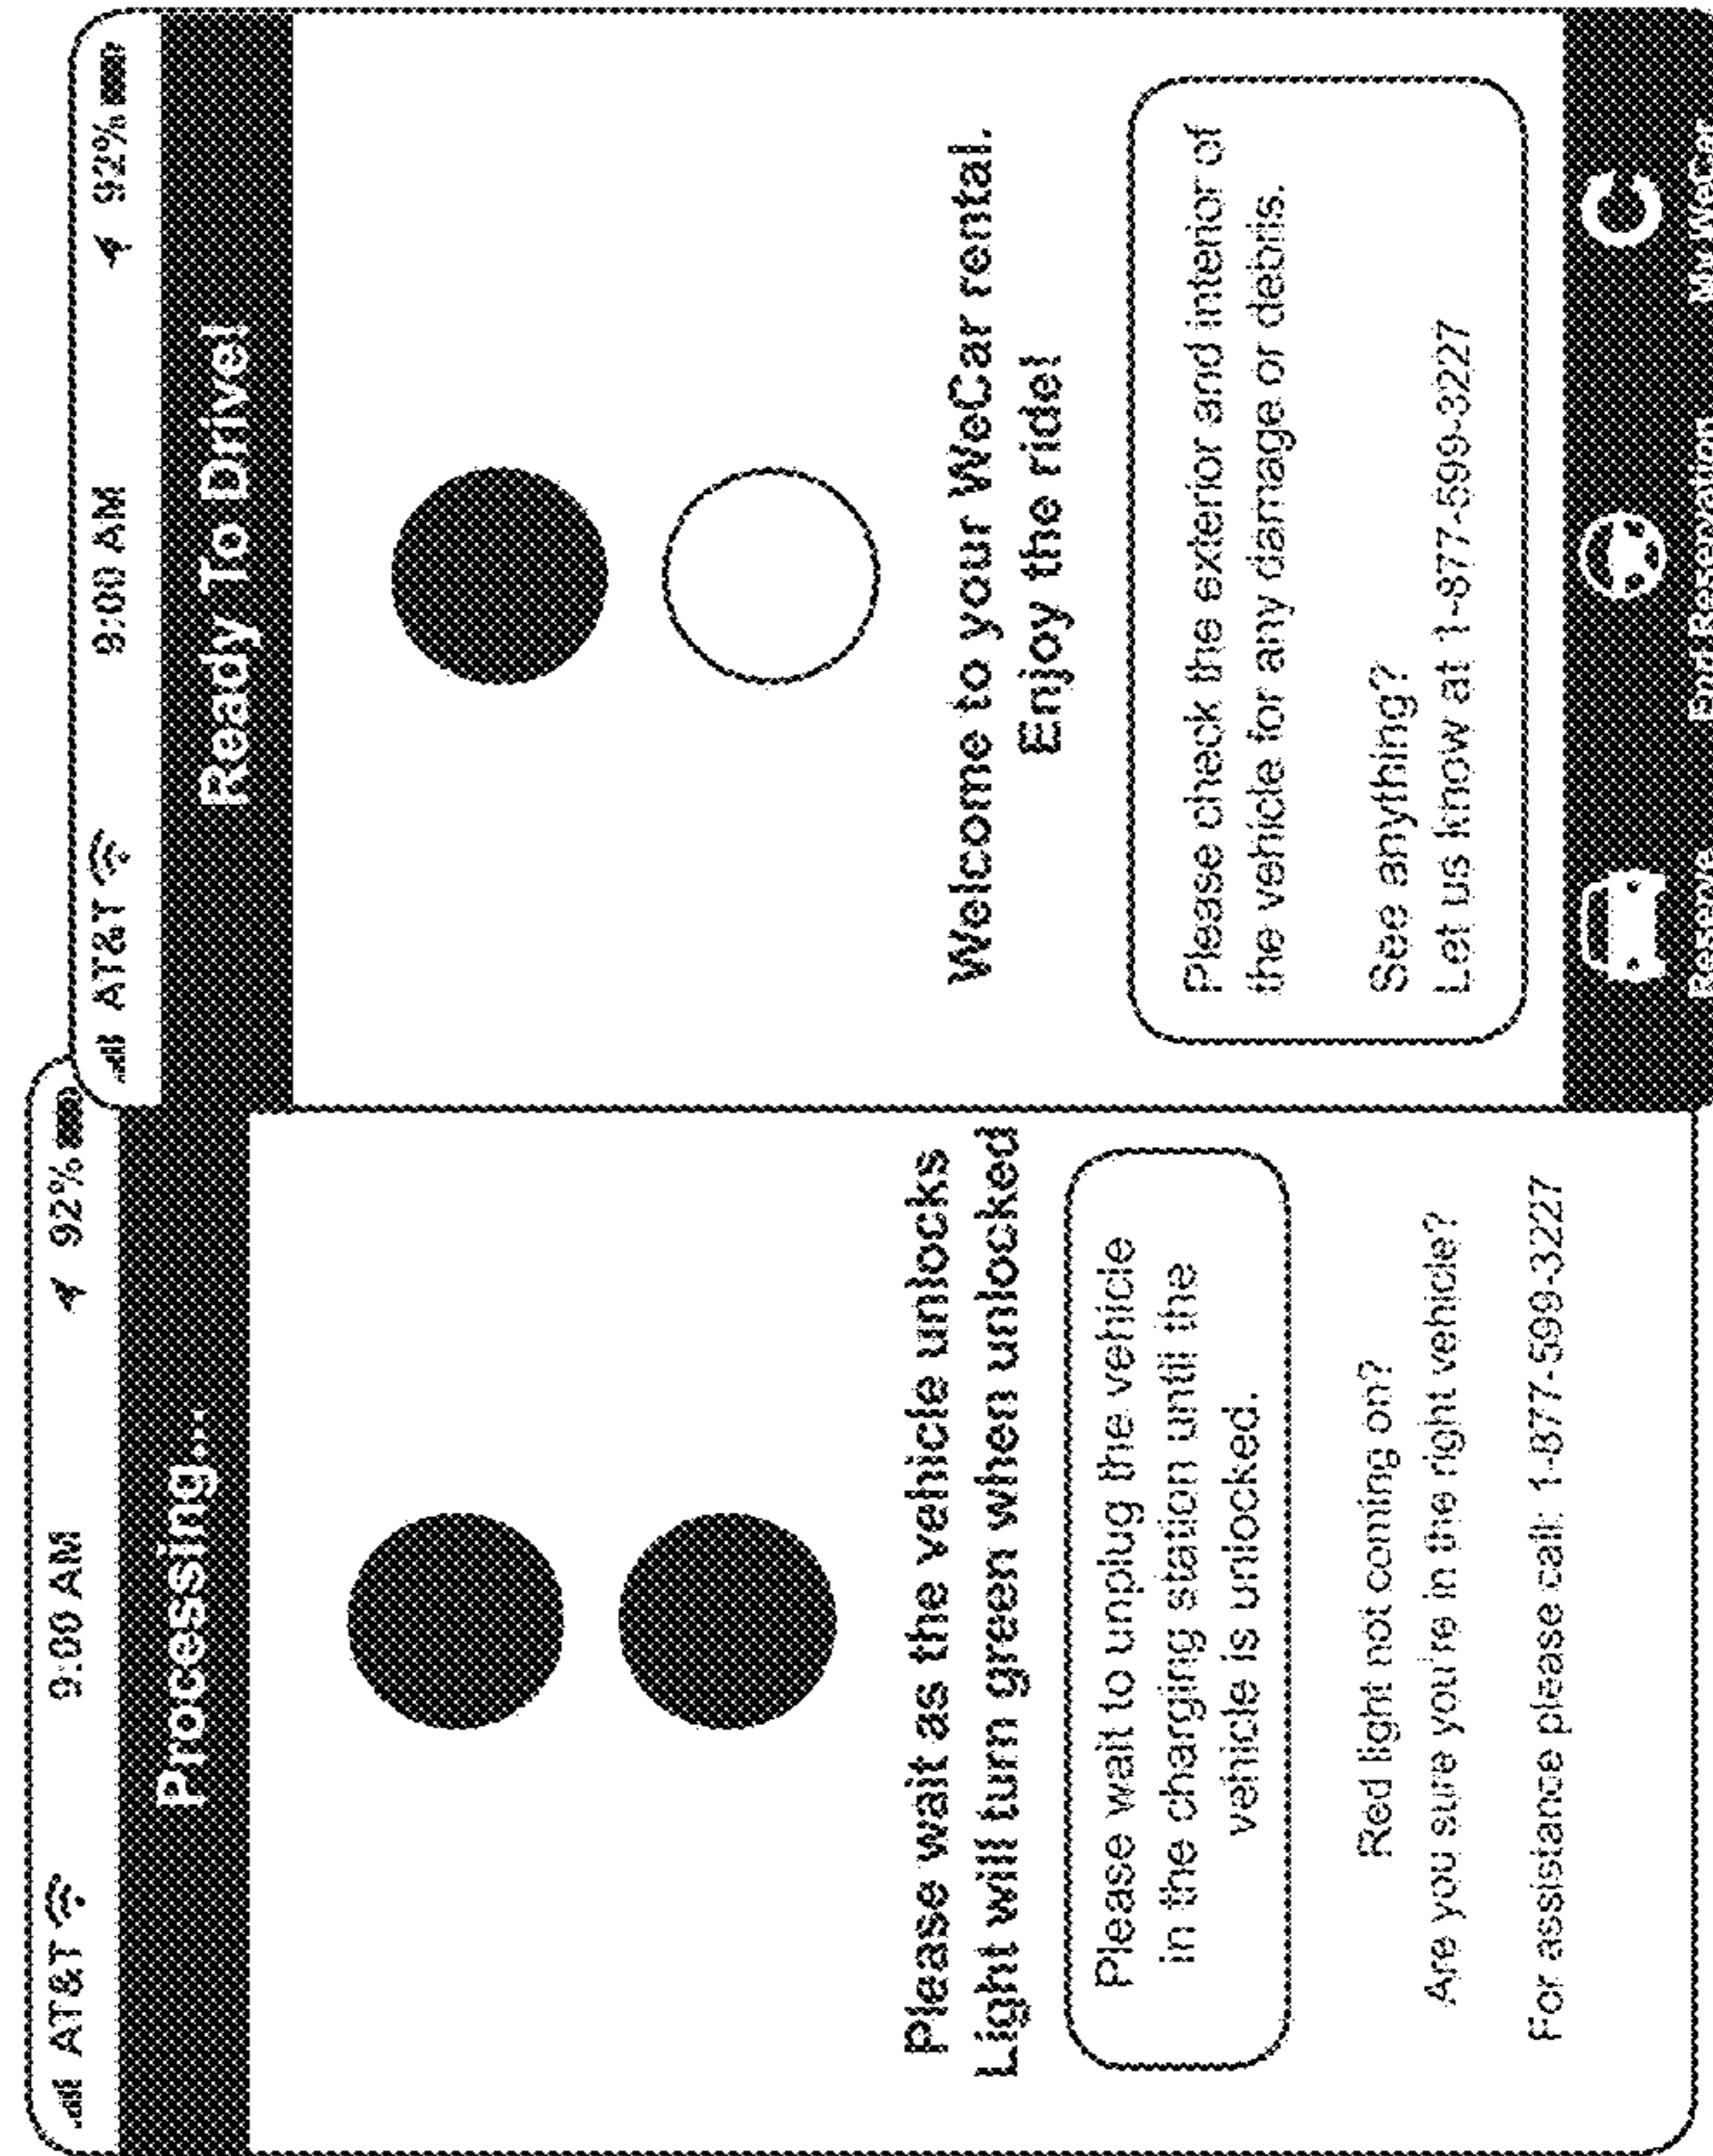 AT&T 9:00 AM 92%
Processing...
Please wait as the vehicle unlocks
Light will turn green when unlocked
Please wait to unplug the vehicle
in the charging station until the
vehicle is unlocked.
Red light not coming on?
Are you sure you're in the right vehicle?
For assistance please call: 1-877-599-3227
AT&T 9:00 AM 92%
Ready To Drive!
Welcome to your WeCar rental.
Enjoy the ride!
Please check the exterior and interior of
the vehicle for any damage or debris.
See anything?
Let us know at 1-877-599-3227
Reserve End Reservation My WeCar